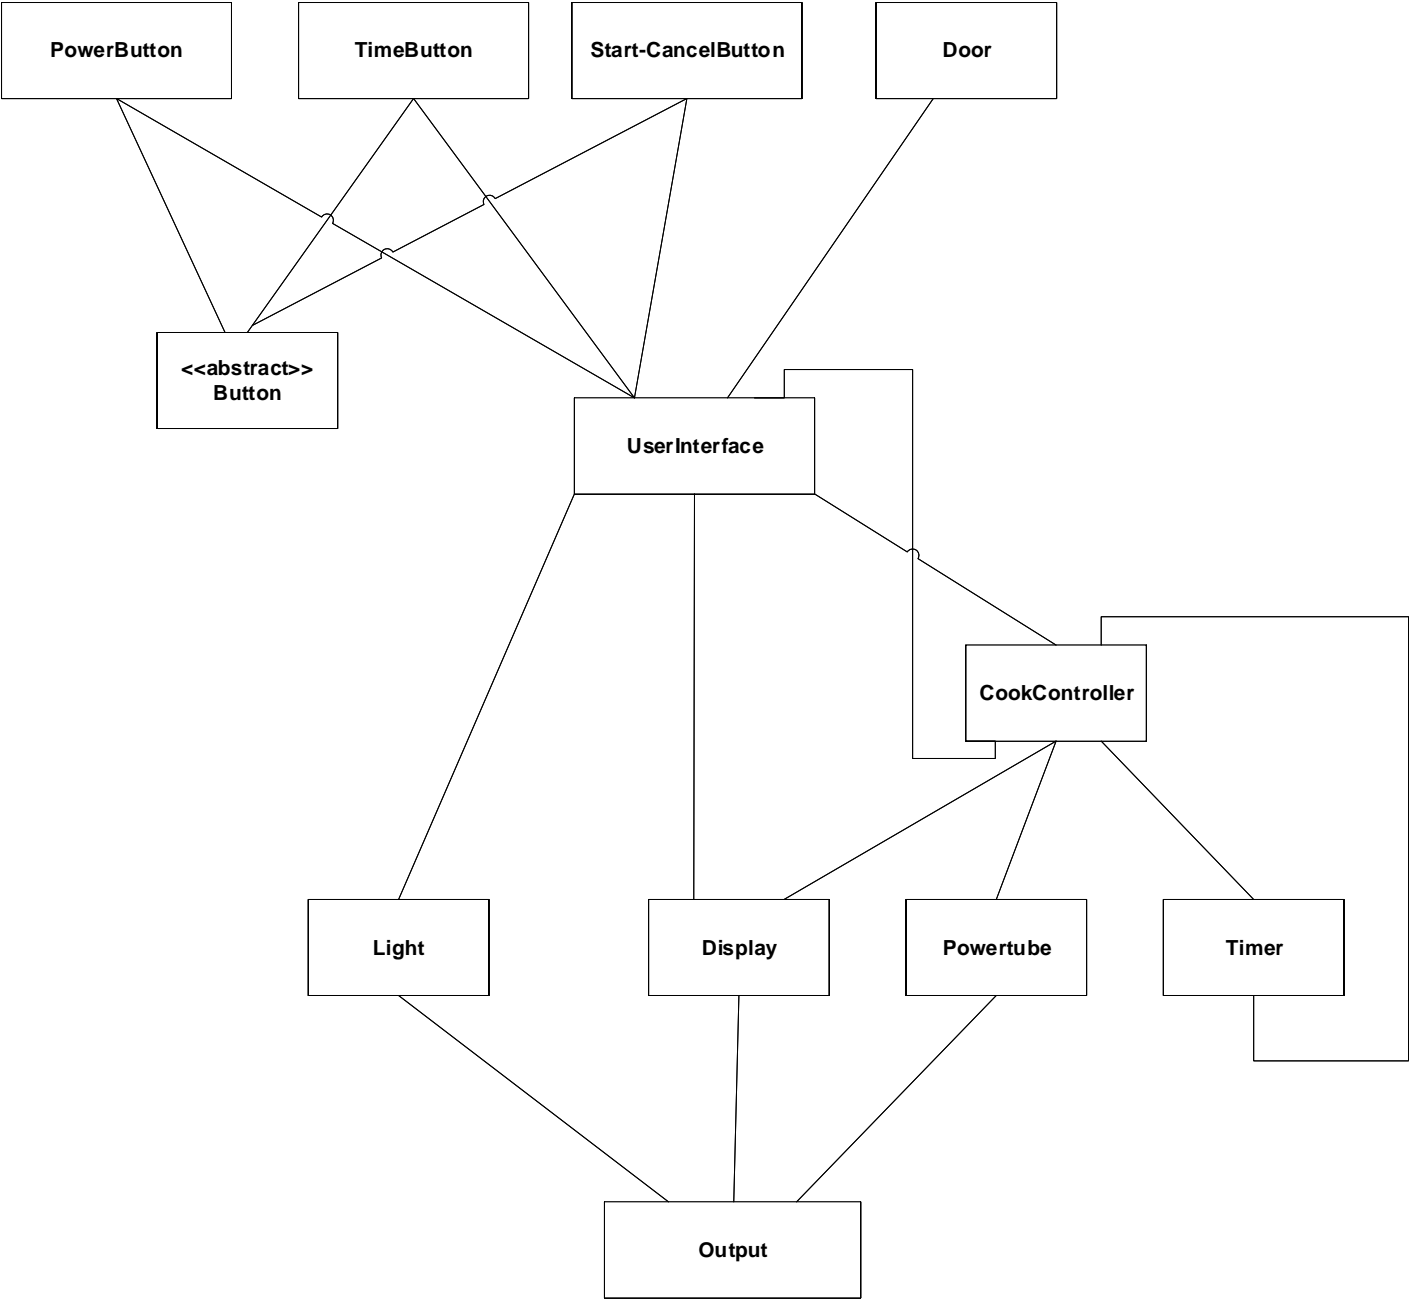 PowerButton
TimeButton
Start-CancelButton
Door
<<abstract>>
Button
UserInterface
CookController
Light
Display
Powertube
Timer
Output